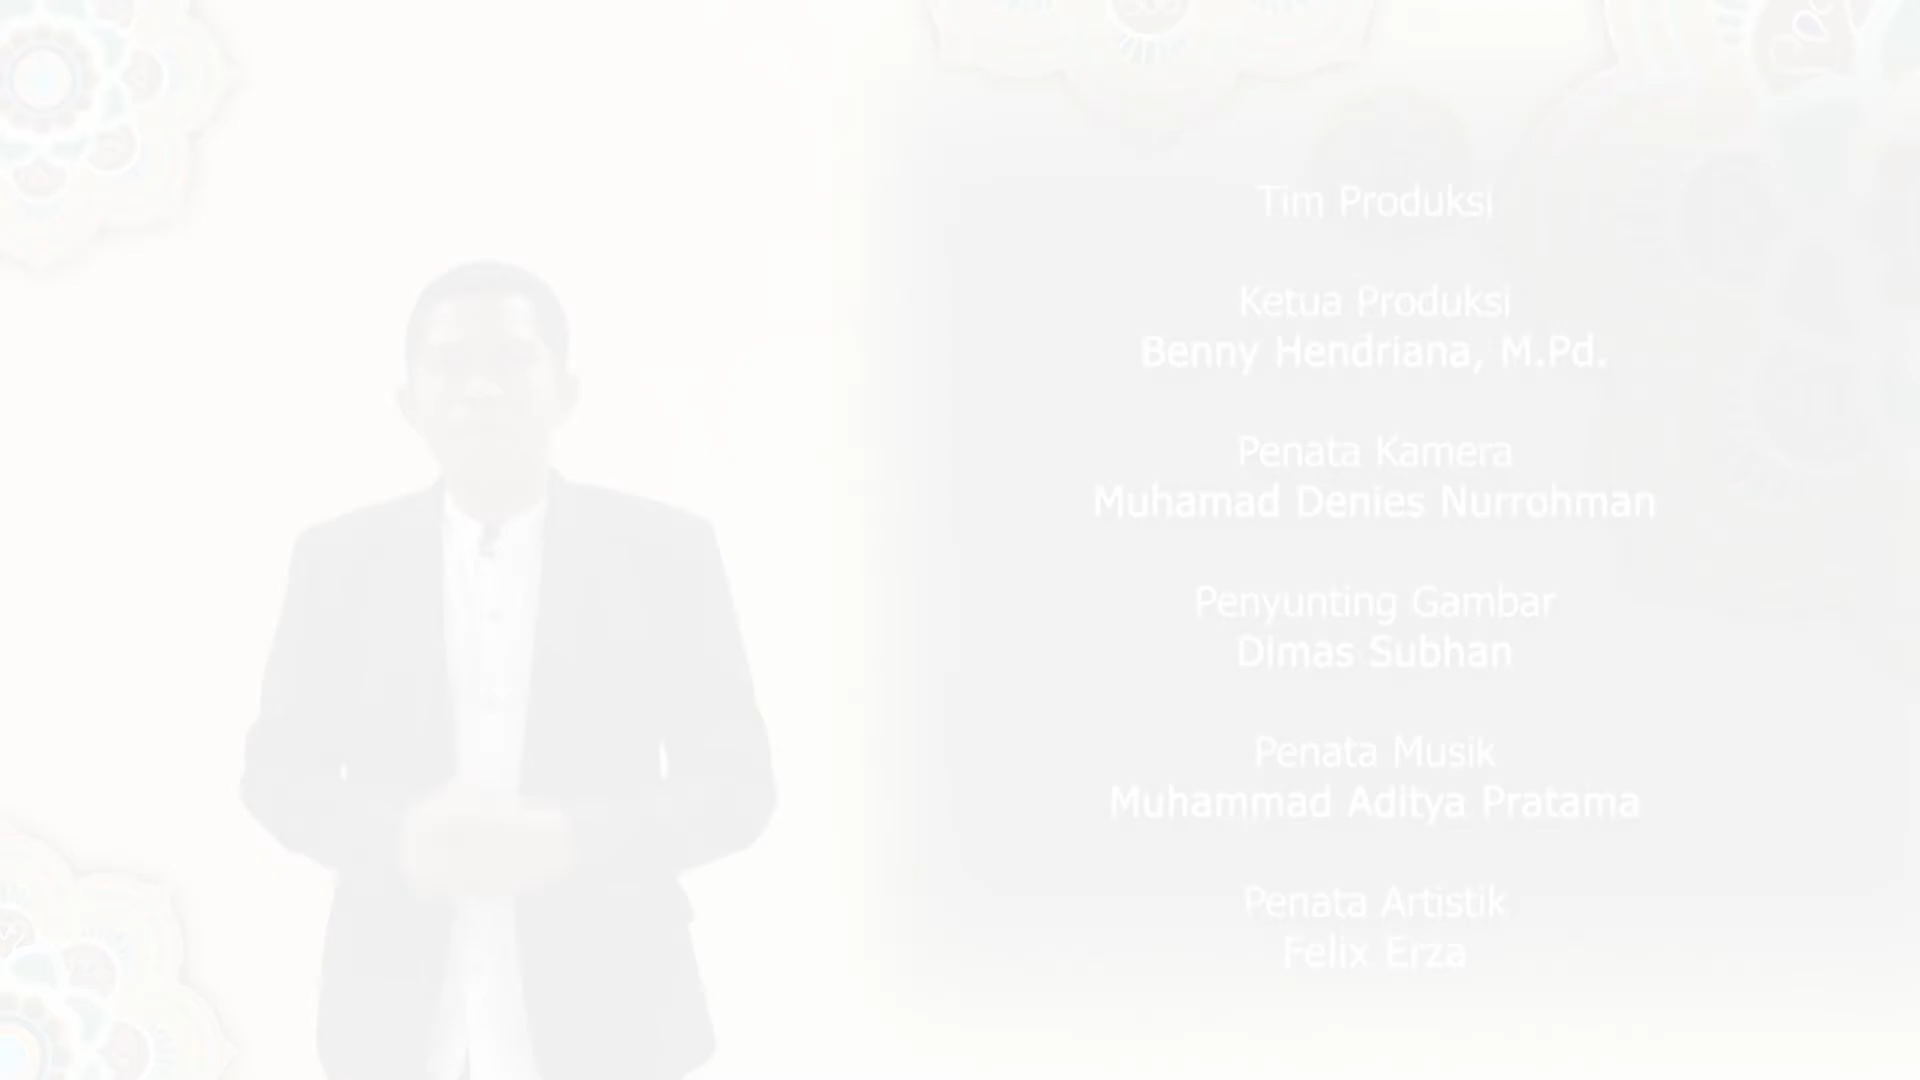 Tim Produksi
Ketua Produksi
Benny Hendriana, M.Pd.
Penata Kamera
Muhamad Denies Nurrohman
Penyunting Gambar
Dimas Subhan
Penata Musik
Muhammad Aditya Pratama
Penata Artistik
Felix Erza